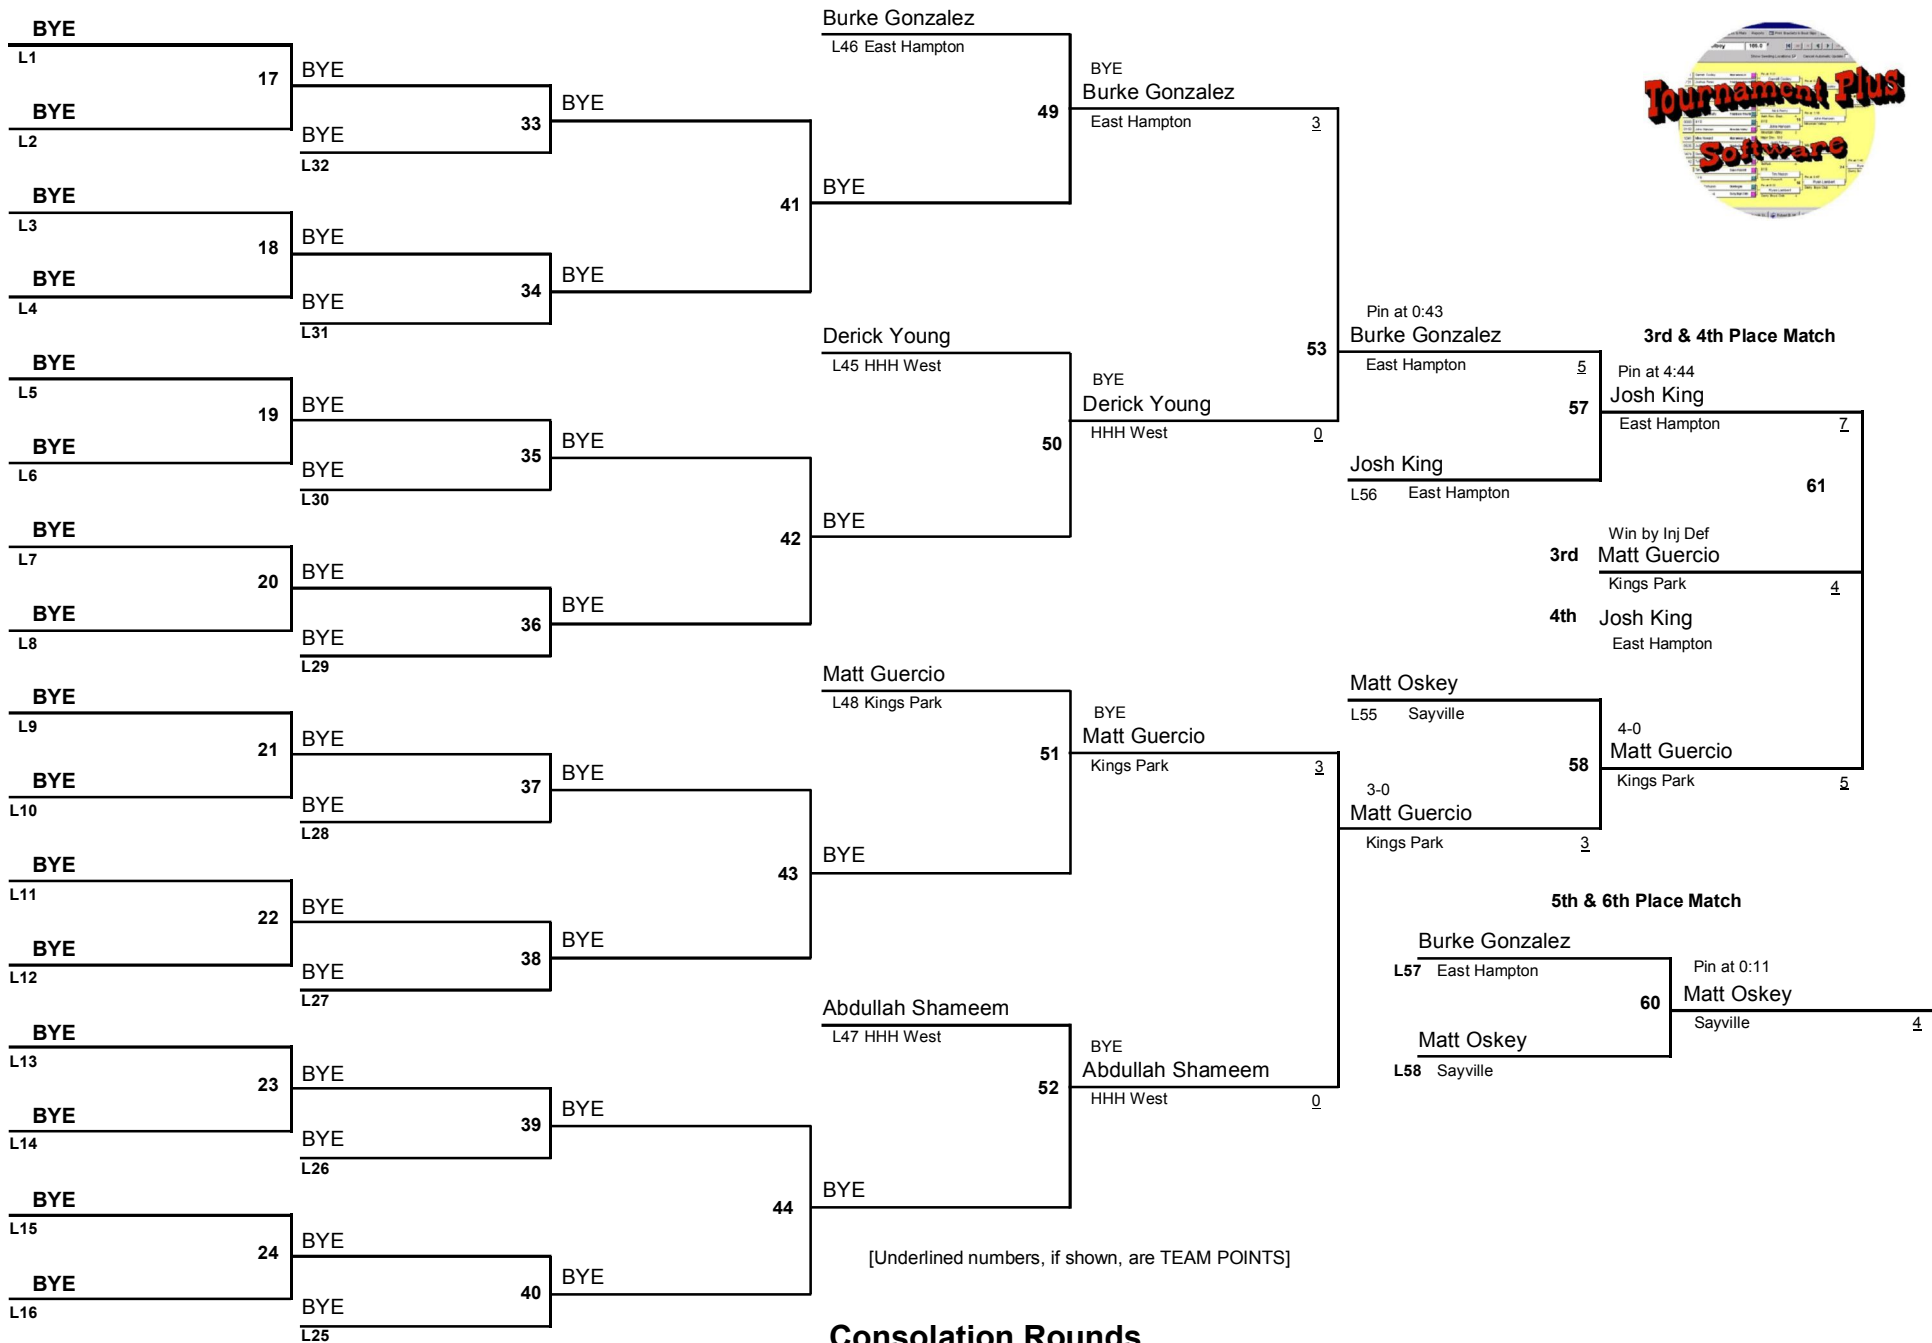 BYE
L1
BYE
L2
BYE
L3
BYE
L4
BYE
L5
BYE
L6
BYE
L7
BYE
L8
BYE
L9
BYE
L10
BYE
L11
BYE
L12
BYE
L13
BYE
L14
BYE
L15
BYE
L16
17
18
19
20
21
22
23
24
BYE
BYE
L32
BYE
BYE
L31
BYE
BYE
L30
BYE
BYE
L29
BYE
BYE
L28
BYE
BYE
L27
BYE
BYE
L26
BYE
BYE
L25
33
34
35
36
37
38
39
40
BYE
BYE
BYE
BYE
BYE
BYE
BYE
BYE
41
42
43
44
Burke Gonzalez
L46 East Hampton
BYE
Derick Young
L45 HHH West
BYE
Matt Guercio
L48 Kings Park
BYE
Abdullah Shameem
L47 HHH West
BYE
49
50
51
52
BYE
Burke Gonzalez
East Hampton 3
BYE
Derick Young
HHH West 0
BYE
Matt Guercio
Kings Park 3
BYE
Abdullah Shameem
HHH West 0
53
Pin at 0:43
Burke Gonzalez
East Hampton 5
Josh King
L56 East Hampton
57
Matt Oskey
L55 Sayville
3-0
Matt Guercio
Kings Park 3
58
Tournament Plus
Software
3rd & 4th Place Match
Pin at 4:44
Josh King
East Hampton 7
61
Win by Inj Def
3rd Matt Guercio
Kings Park 4
4th Josh King
East Hampton
4-0
Matt Guercio
Kings Park 5
5th & 6th Place Match
Burke Gonzalez
L57 East Hampton
60
Matt Oskey
L58 Sayville
Pin at 0:11
Matt Oskey
Sayville 4
[Underlined numbers, if shown, are TEAM POINTS]
Consolation Rounds